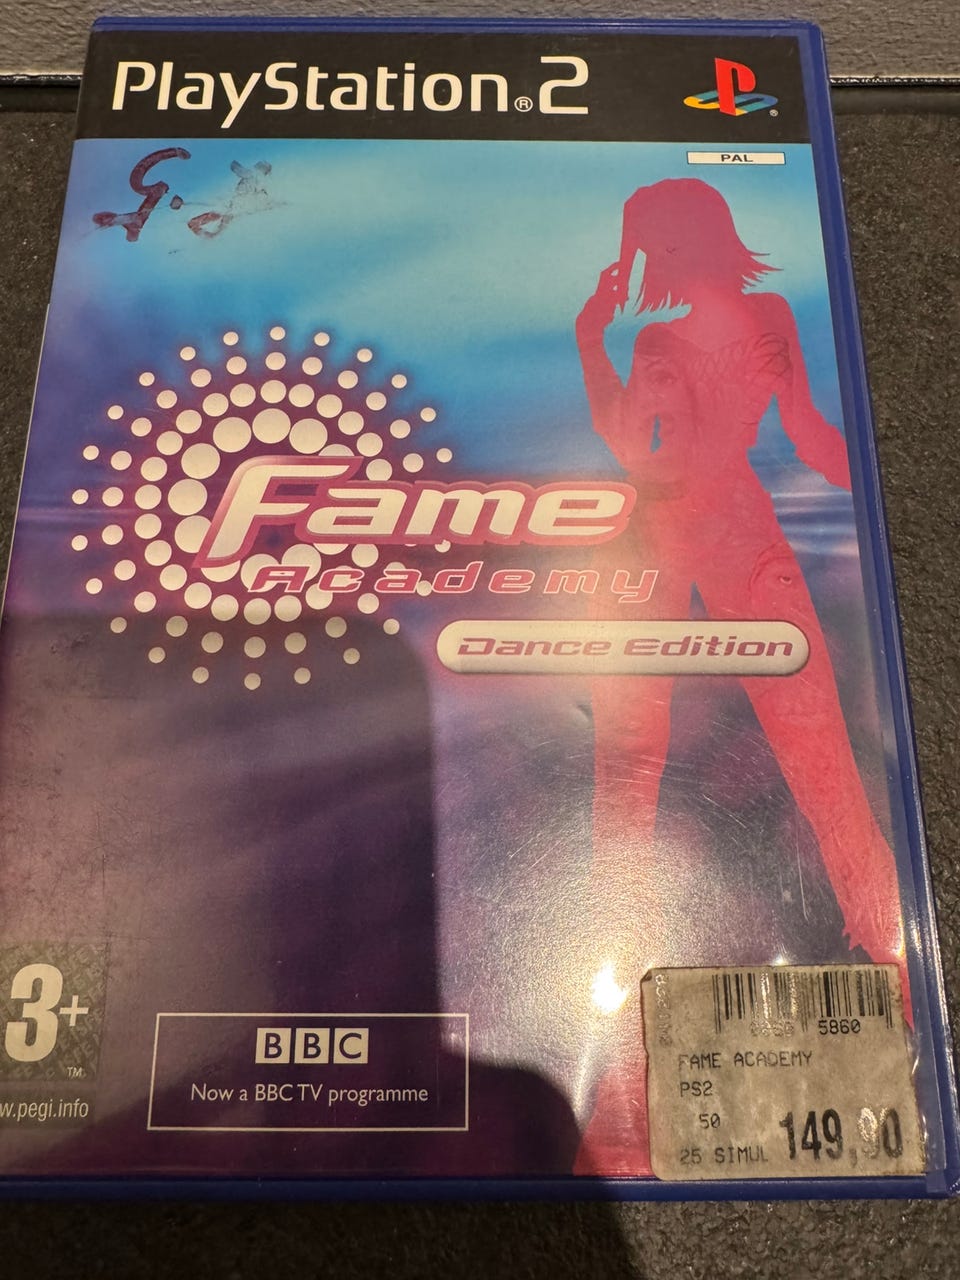 PlayStation®2
PAL
Fame
Academy
Dance Edition
3+
™
w.pegi.info
BBC
Now a BBC TV programme
5860
FAME ACADEMY
PS2
50
25 SIMUL 149,90